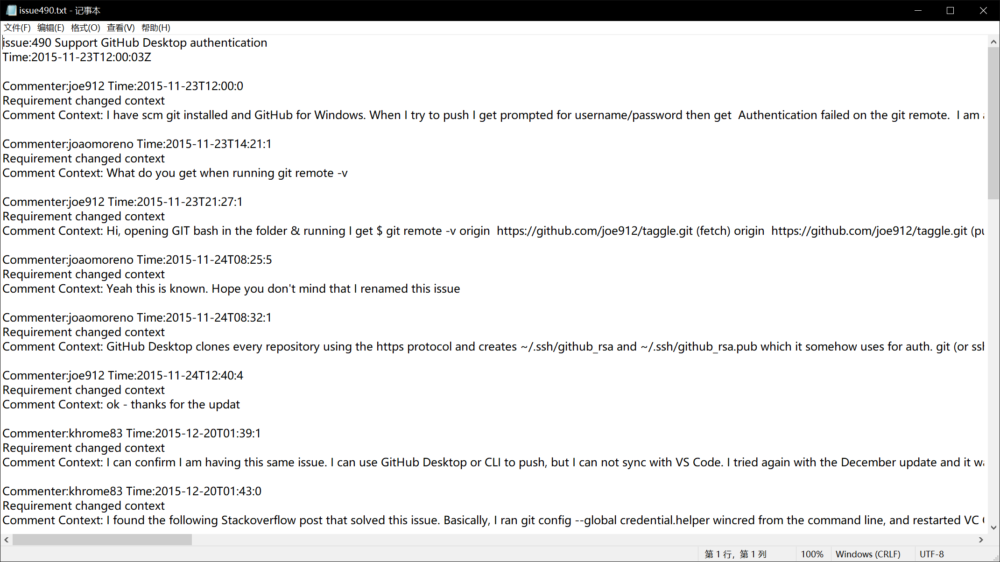 issue490.txt - 记事本
文件(F) 编辑(E) 格式(O) 查看(V) 帮助(H)
issue:490 Support GitHub Desktop authentication
Time:2015-11-23T12:00:03Z
Commenter:joe912 Time:2015-11-23T12:00:0
Requirement changed context
Comment Context: I have scm git installed and GitHub for Windows. When I try to push I get prompted for username/password then get  Authentication failed on the git remote.  I am
Commenter:joaomoreno Time:2015-11-23T14:21:1
Requirement changed context
Comment Context: What do you get when running git remote -v
Commenter:joe912 Time:2015-11-23T21:27:1
Requirement changed context
Comment Context: Hi, opening GIT bash in the folder & running I get $ git remote -v origin  https://github.com/joe912/taggle.git (fetch) origin  https://github.com/joe912/taggle.git (pu
Commenter:joaomoreno Time:2015-11-24T08:25:5
Requirement changed context
Comment Context: Yeah this is known. Hope you don't mind that I renamed this issue
Commenter:joaomoreno Time:2015-11-24T08:32:1
Requirement changed context
Comment Context: GitHub Desktop clones every repository using the https protocol and creates ~/.ssh/github_rsa and ~/.ssh/github_rsa.pub which it somehow uses for auth. git (or ssh
Commenter:joe912 Time:2015-11-24T12:40:4
Requirement changed context
Comment Context: ok - thanks for the updat
Commenter:khrome83 Time:2015-12-20T01:39:1
Requirement changed context
Comment Context: I can confirm I am having this same issue. I can use GitHub Desktop or CLI to push, but I can not sync with VS Code. I tried again with the December update and it wa
Commenter:khrome83 Time:2015-12-20T01:43:0
Requirement changed context
Comment Context: I found the following Stackoverflow post that solved this issue. Basically, I ran git config --global credential.helper wincred from the command line, and restarted VC
第 1 行，第 1 列 100% Windows (CRLF) UTF-8